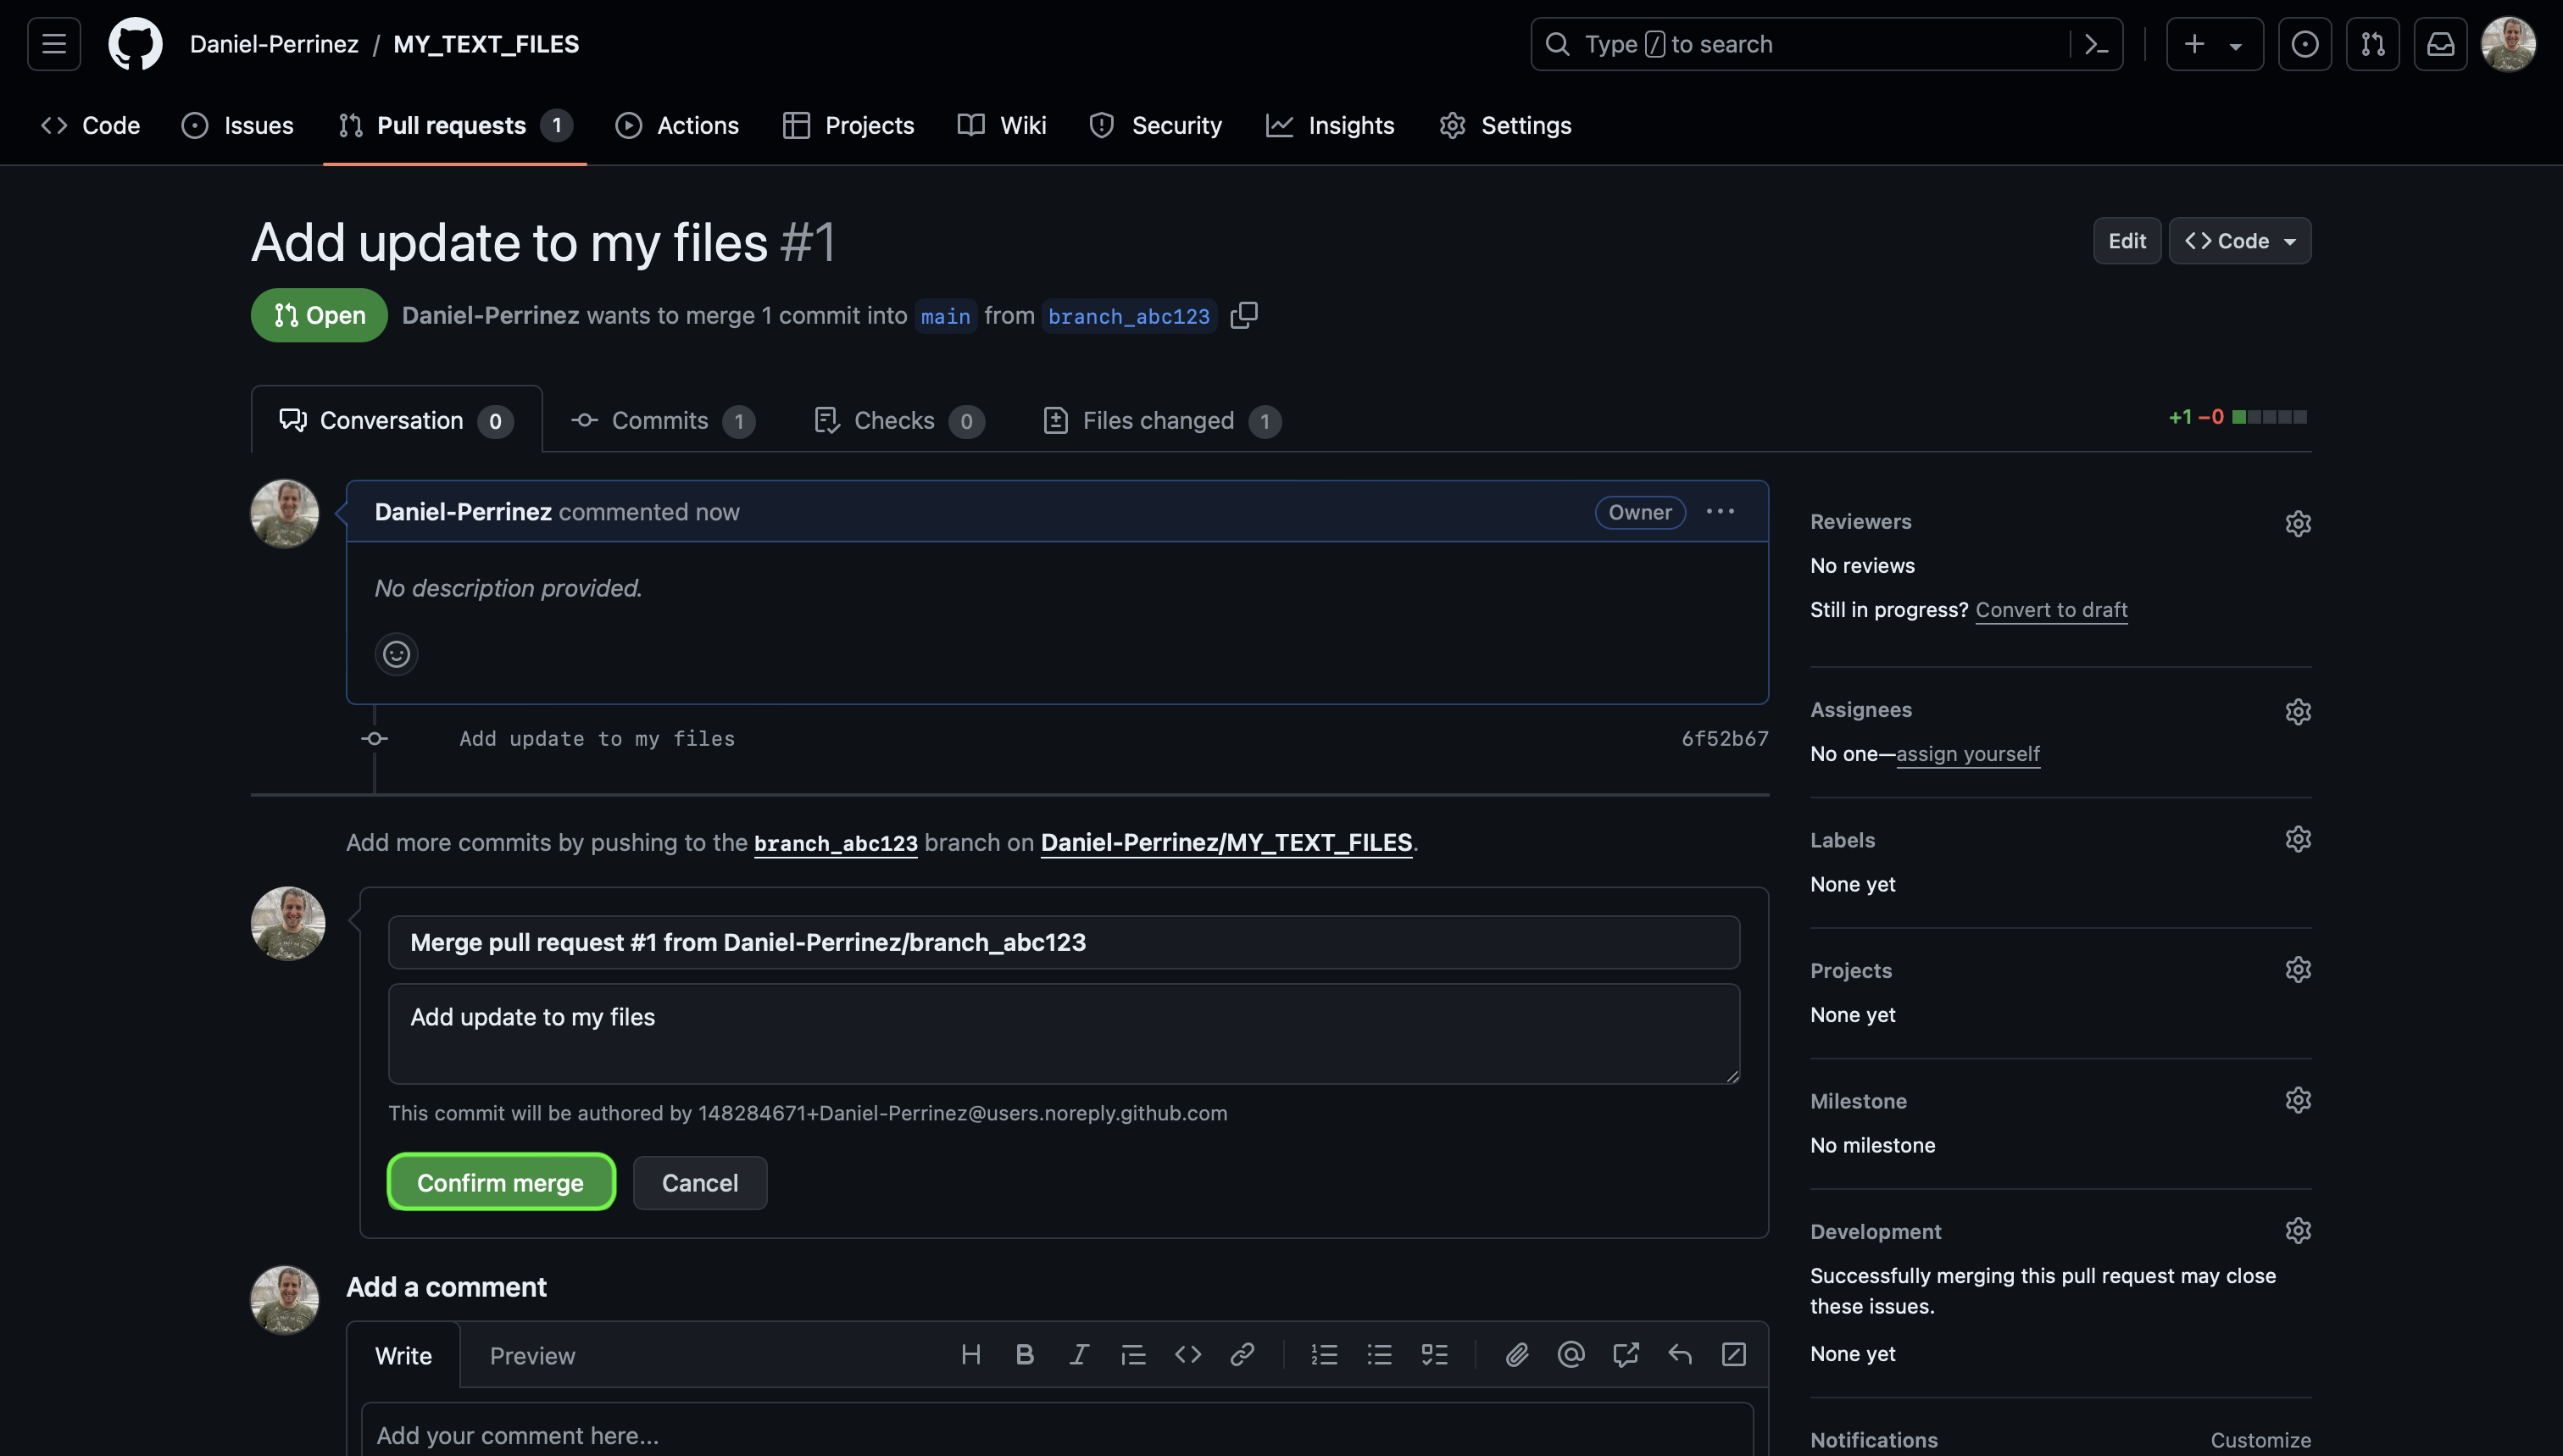 Daniel-Perrinez / MY_TEXT_FILES
Type / to search
Code Issues Pull requests 1 Actions Projects Wiki Security Insights Settings
Add update to my files #1
Edit
Code
Open
Daniel-Perrinez wants to merge 1 commit into main from branch_abc123
Conversation 0 Commits 1 Checks 0 Files changed 1
+1 −0
Daniel-Perrinez commented now
Owner
No description provided.
Add update to my files
6f52b67
Add more commits by pushing to the branch_abc123 branch on Daniel-Perrinez/MY_TEXT_FILES.
Merge pull request #1 from Daniel-Perrinez/branch_abc123
Add update to my files
This commit will be authored by 148284671+Daniel-Perrinez@users.noreply.github.com
Confirm merge
Cancel
Add a comment
Write
Preview
Add your comment here...
Reviewers
No reviews
Still in progress? Convert to draft
Assignees
No one—assign yourself
Labels
None yet
Projects
None yet
Milestone
No milestone
Development
Successfully merging this pull request may close
these issues.
None yet
Notifications
Customize